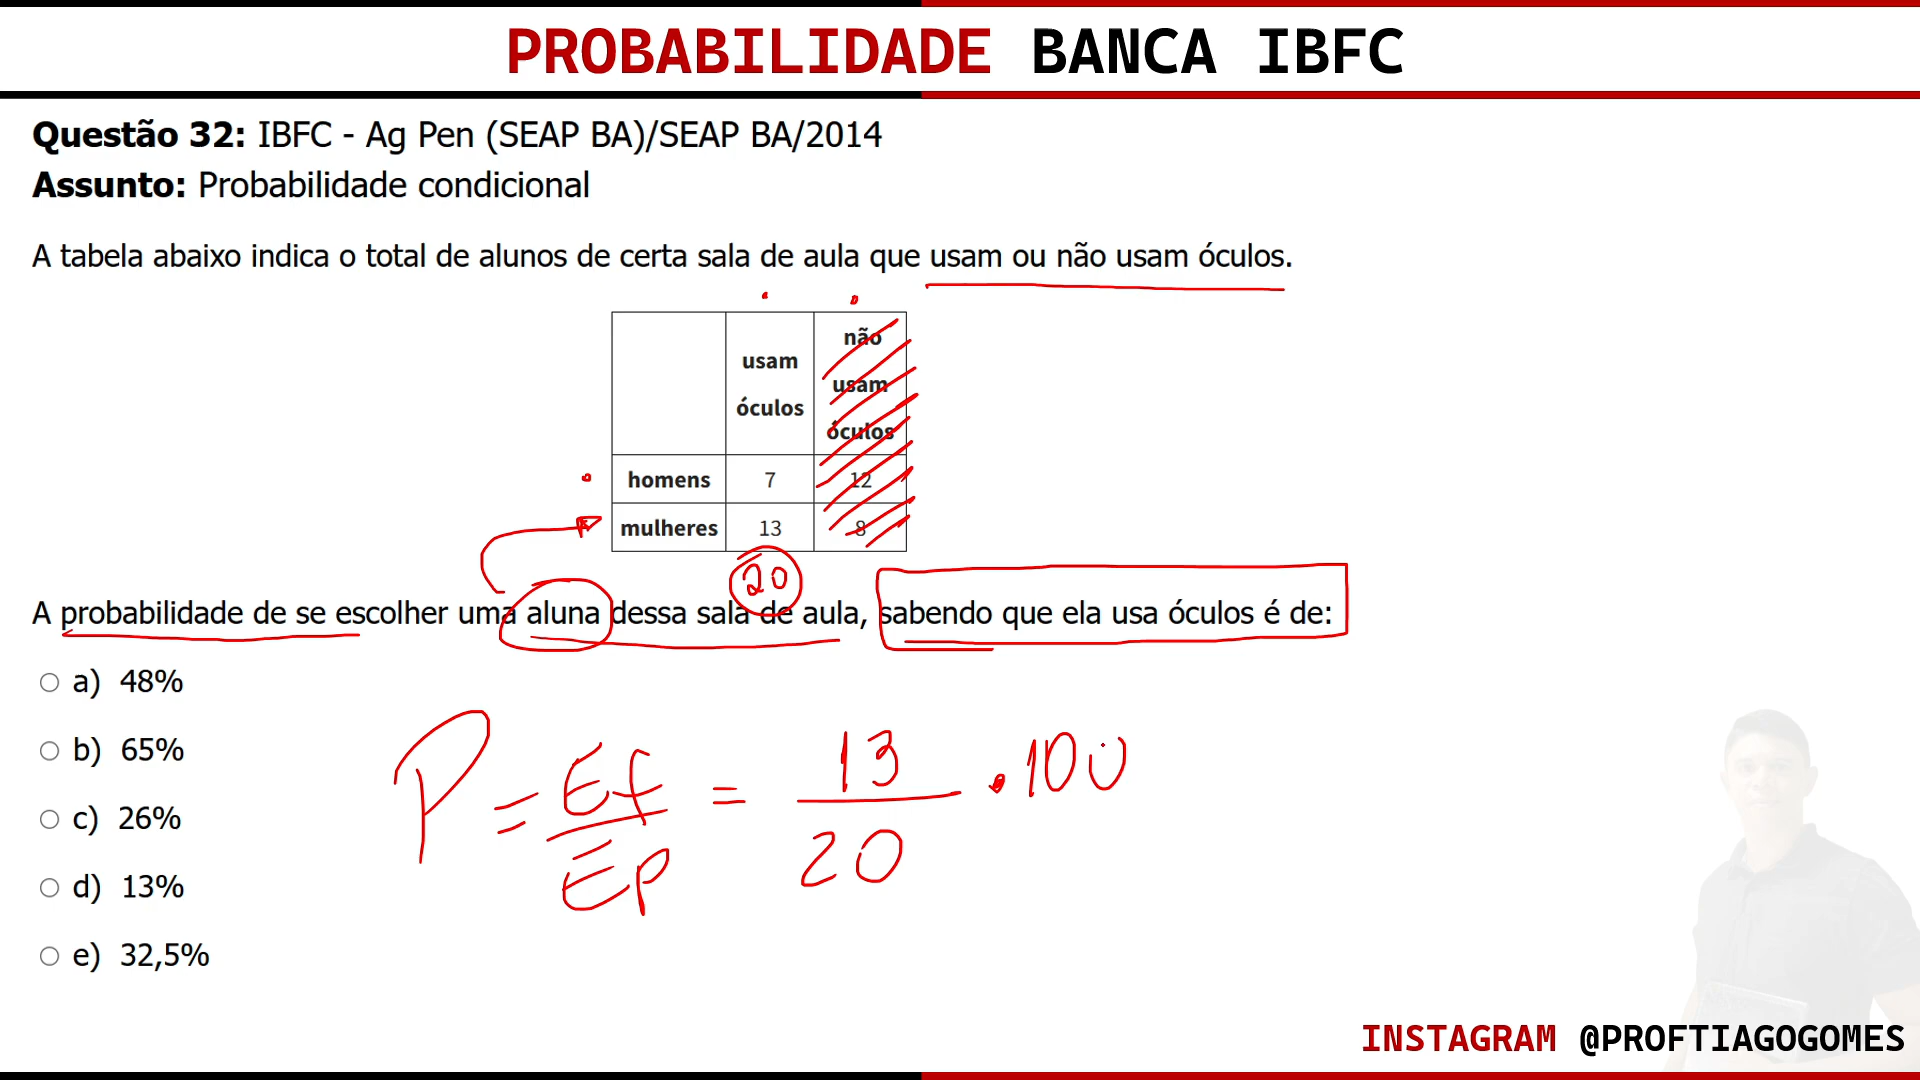 PROBABILIDADE BANCA IBFC
Questão 32: IBFC - Ag Pen (SEAP BA)/SEAP BA/2014
Assunto: Probabilidade condicional
A tabela abaixo indica o total de alunos de certa sala de aula que usam ou não usam óculos.
usam óculos não usam óculos
homens 7 12
mulheres 13 8
20
A probabilidade de se escolher uma aluna dessa sala de aula, sabendo que ela usa óculos é de:
a) 48%
b) 65%
c) 26%
d) 13%
e) 32,5%
P = Ef/Ep = 13/20 . 100
INSTAGRAM @PROFTIAGOGOMES